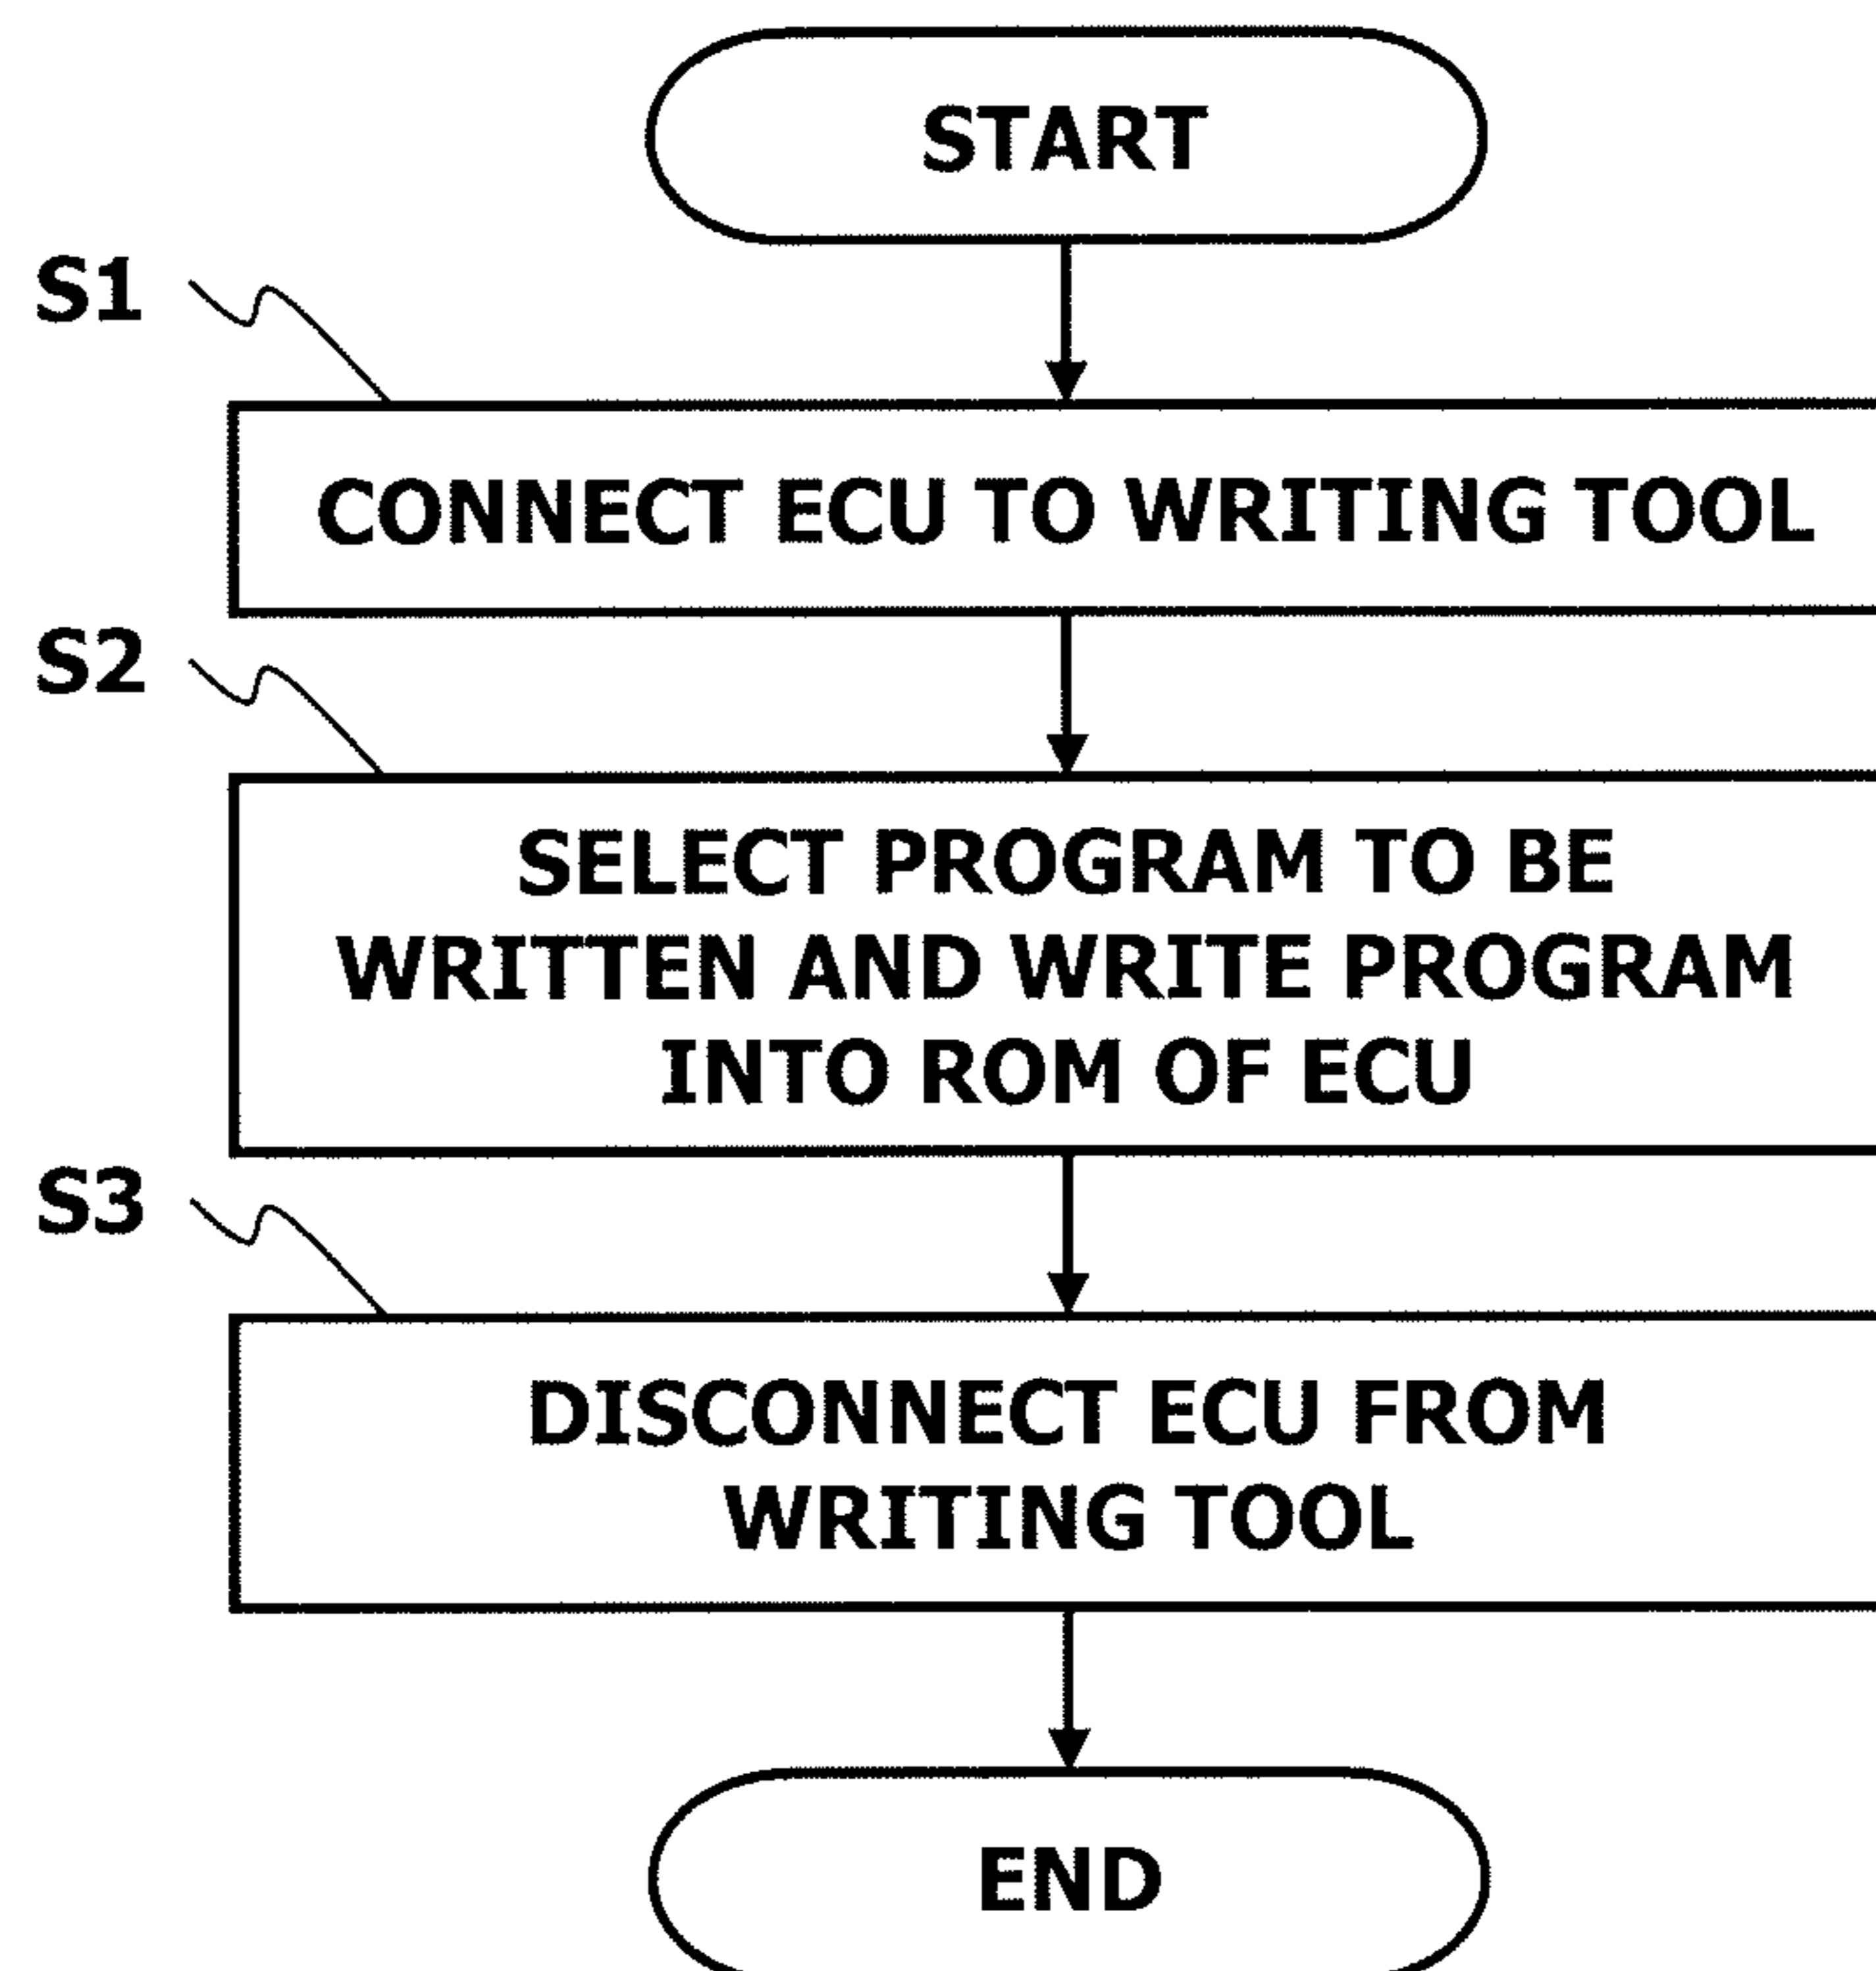 START
S1
CONNECT ECU TO WRITING TOOL
S2
SELECT PROGRAM TO BE
WRITTEN AND WRITE PROGRAM
INTO ROM OF ECU
S3
DISCONNECT ECU FROM
WRITING TOOL
END